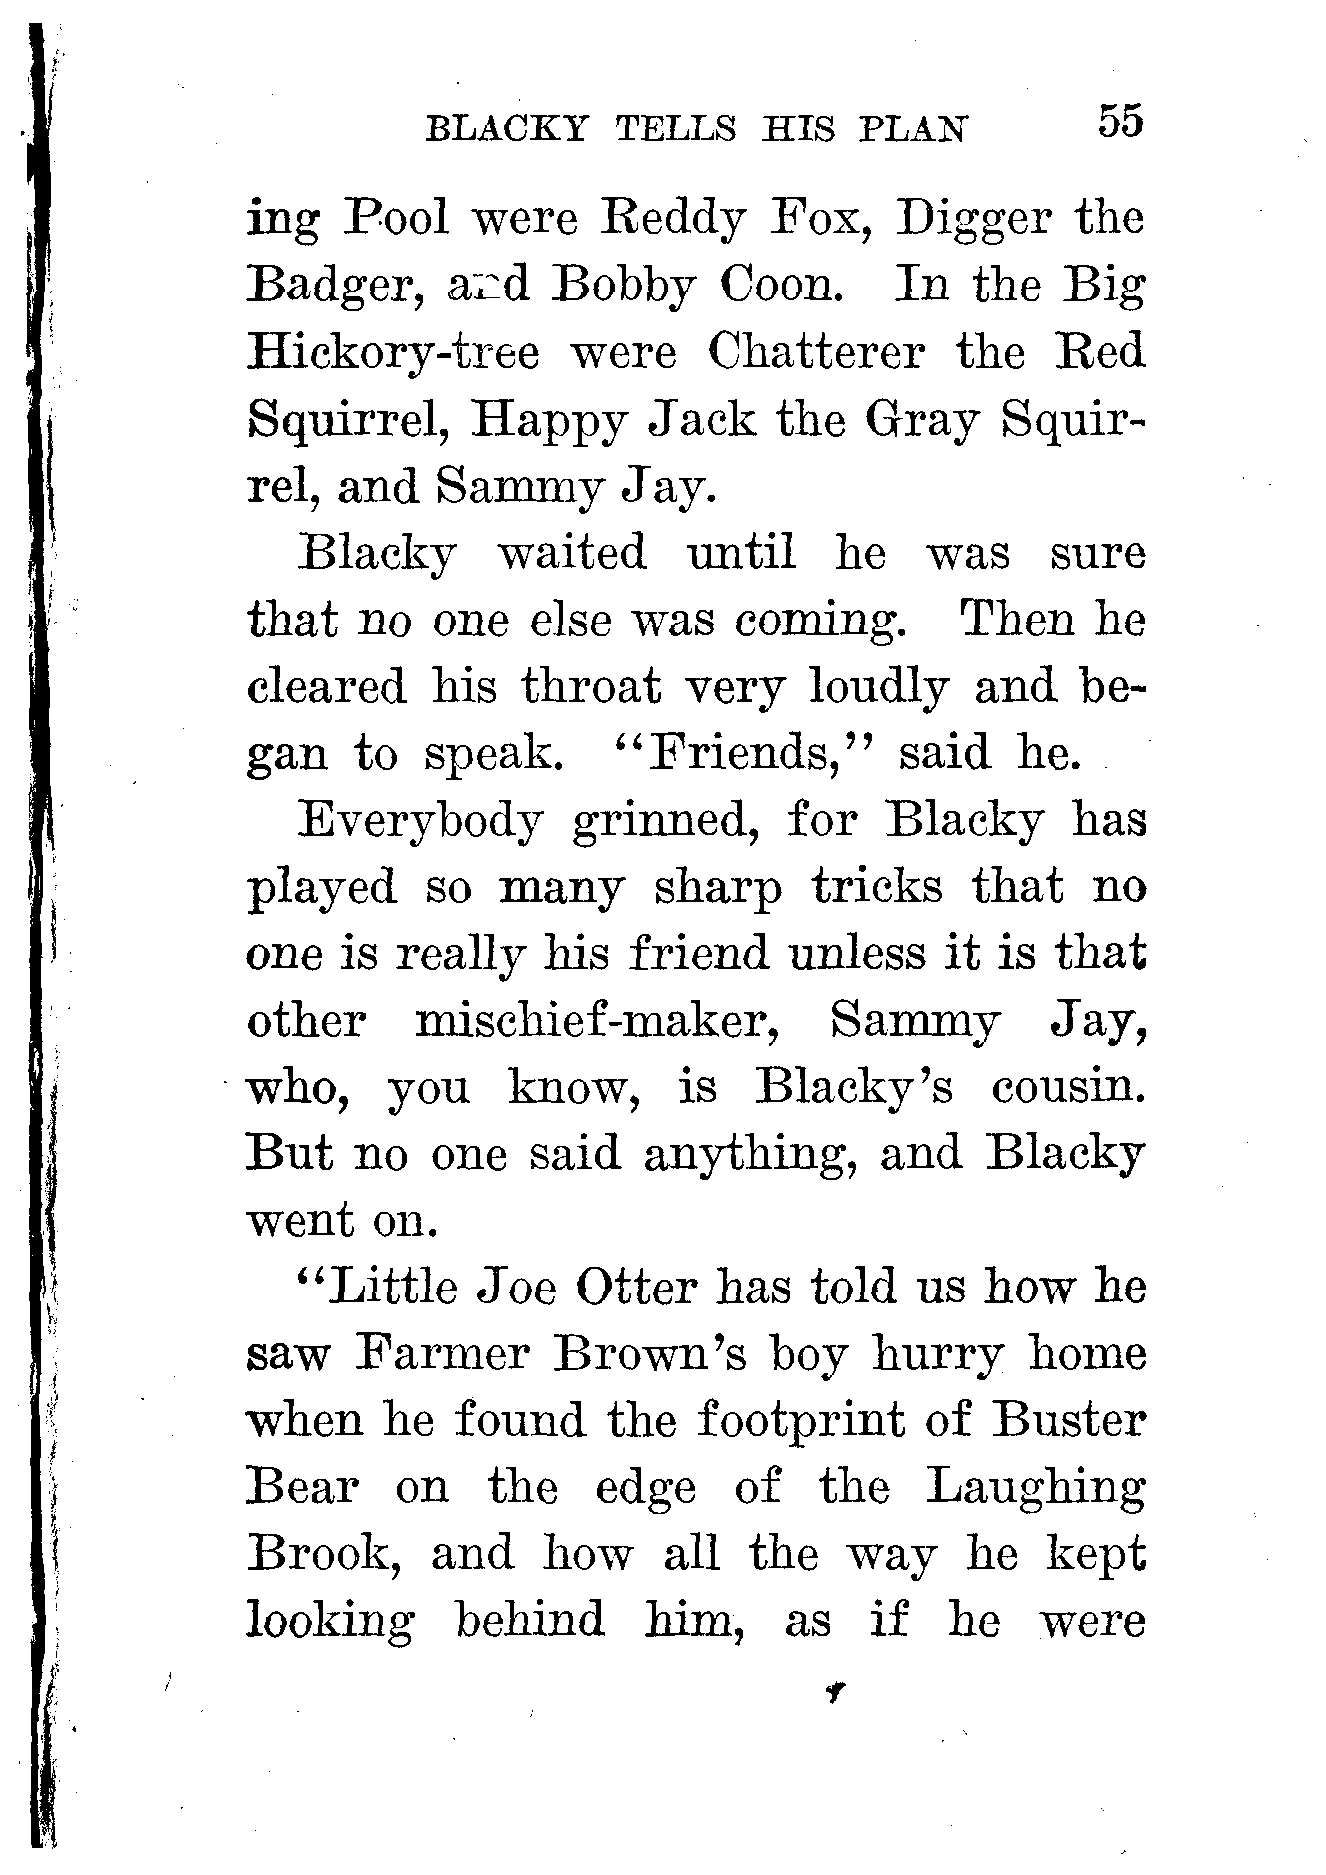 BLACKY TELLS HIS PLAN 55
ing Pool were Reddy Fox, Digger the
Badger, and Bobby Coon. In the Big
Hickory-tree were Chatterer the Red
Squirrel, Happy Jack the Gray Squir-
rel, and Sammy Jay.
Blacky waited until he was sure
that no one else was coming. Then he
cleared his throat very loudly and be-
gan to speak. "Friends," said he.
Everybody grinned, for Blacky has
played so many sharp tricks that no
one is really his friend unless it is that
other mischief-maker, Sammy Jay,
who, you know, is Blacky's cousin.
But no one said anything, and Blacky
went on.
"Little Joe Otter has told us how he
saw Farmer Brown's boy hurry home
when he found the footprint of Buster
Bear on the edge of the Laughing
Brook, and how all the way he kept
looking behind him, as if he were